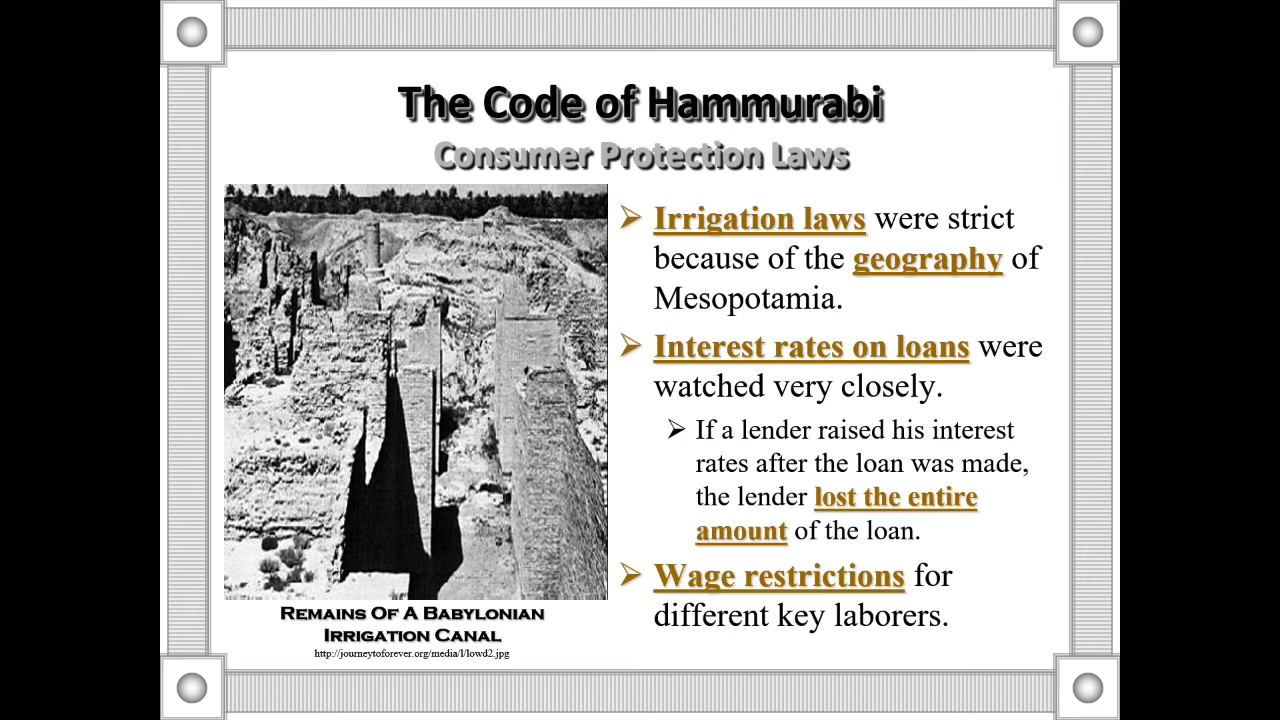 The Code of Hammurabi
Consumer Protection Laws
➢ Irrigation laws were strict
because of the geography of
Mesopotamia.
➢ Interest rates on loans were
watched very closely.
➢ If a lender raised his interest
rates after the loan was made,
the lender lost the entire
amount of the loan.
➢ Wage restrictions for
different key laborers.
Remains Of A Babylonian
Irrigation Canal
http://journeytoforever.org/media/l/lowd2.jpg